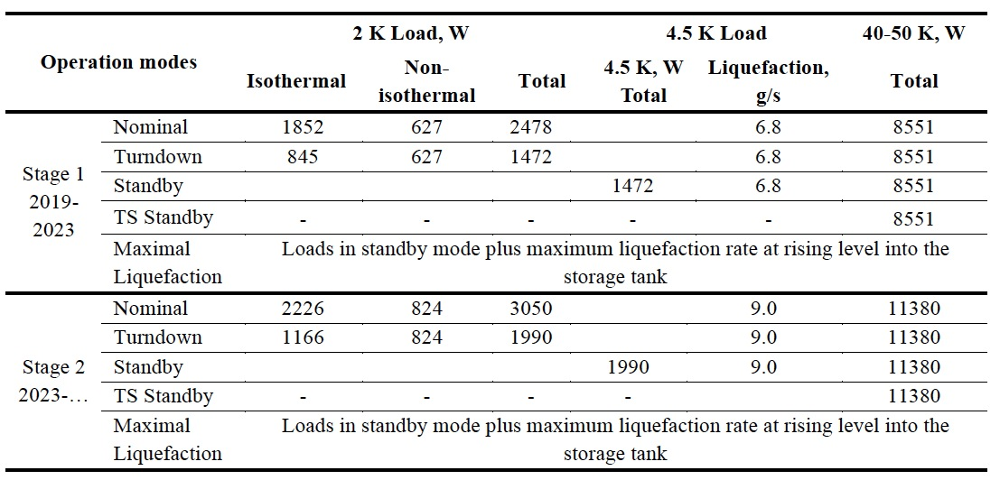 Operation modes 2 K Load, W 4.5 K Load 40-50 K, W
Isothermal Non-isothermal Total 4.5 K, W Total Liquefaction, g/s Total
Stage 1 2019-2023
Nominal 1852 627 2478 6.8 8551
Turndown 845 627 1472 6.8 8551
Standby 1472 6.8 8551
TS Standby - - - - - 8551
Maximal Liquefaction Loads in standby mode plus maximum liquefaction rate at rising level into the storage tank
Stage 2 2023-…
Nominal 2226 824 3050 9.0 11380
Turndown 1166 824 1990 9.0 11380
Standby 1990 9.0 11380
TS Standby - - - - 11380
Maximal Liquefaction Loads in standby mode plus maximum liquefaction rate at rising level into the storage tank